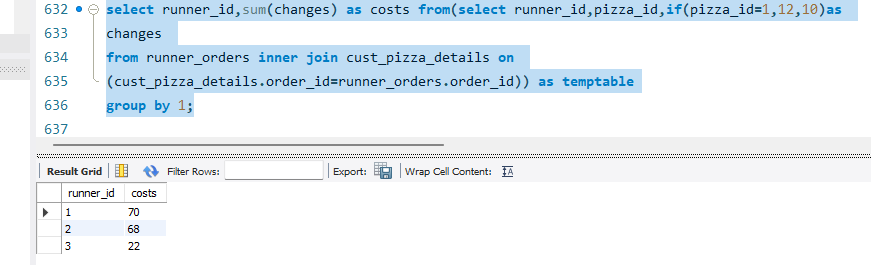 632 select runner_id,sum(changes) as costs from(select runner_id,pizza_id,if(pizza_id=1,12,10)as
633 changes
634 from runner_orders inner join cust_pizza_details on
635 (cust_pizza_details.order_id=runner_orders.order_id)) as temptable
636 group by 1;
637
Result Grid Filter Rows: Export: Wrap Cell Content: IA
runner_id costs
1 70
2 68
3 22